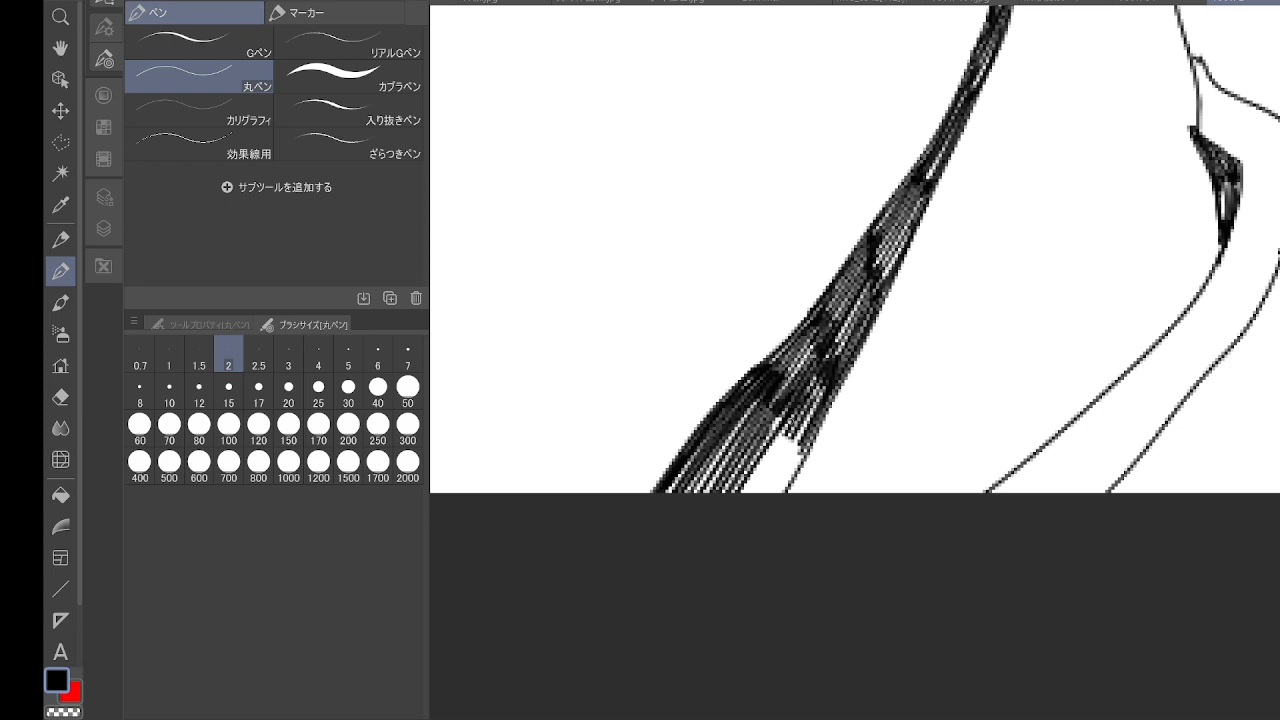 ペン マーカー
Gペン リアルGペン
丸ペン カブラペン
カリグラフィ 入り抜きペン
効果線用 ざらつきペン
サブツールを追加する
ツールプロパティ[丸ペン] ブラシサイズ[丸ペン]
0.7 1 1.5 2 2.5 3 4 5 6 7
8 10 12 15 17 20 25 30 40 50
60 70 80 100 120 150 170 200 250 300
400 500 600 700 800 1000 1200 1500 1700 2000
A